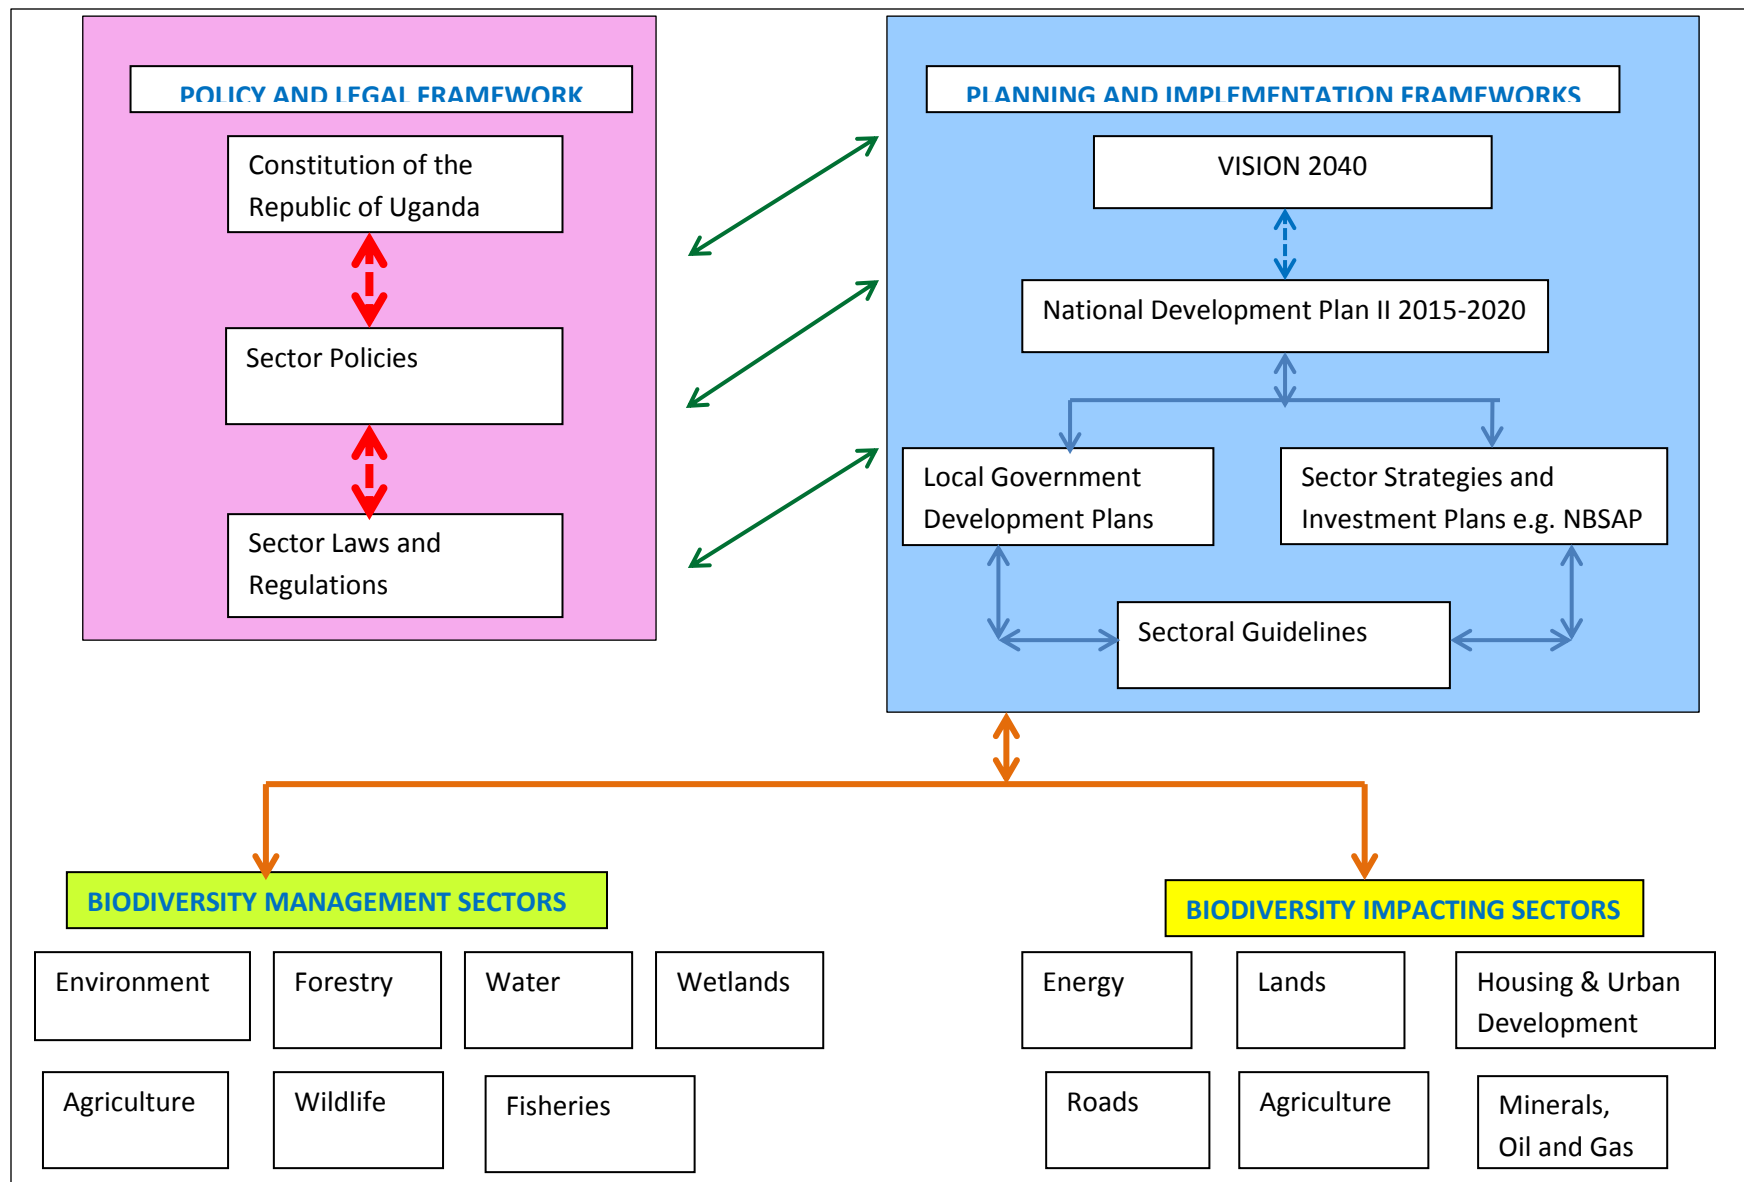 POLICY AND LEGAL FRAMEWORK
Constitution of the
Republic of Uganda
Sector Policies
Sector Laws and
Regulations
PLANNING AND IMPLEMENTATION FRAMEWORKS
VISION 2040
National Development Plan II 2015-2020
Local Government
Development Plans
Sector Strategies and
Investment Plans e.g. NBSAP
Sectoral Guidelines
BIODIVERSITY MANAGEMENT SECTORS
Environment
Forestry
Water
Wetlands
Agriculture
Wildlife
Fisheries
BIODIVERSITY IMPACTING SECTORS
Energy
Lands
Housing & Urban
Development
Roads
Agriculture
Minerals,
Oil and Gas